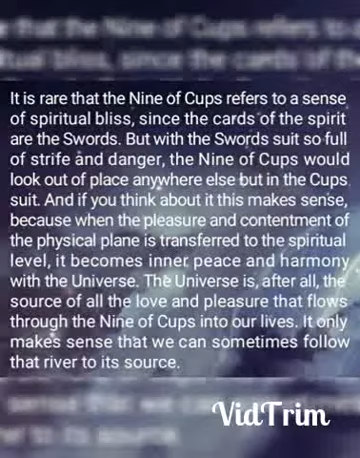 It is rare that the Nine of Cups refers to a sense
of spiritual bliss, since the cards of the spirit
are the Swords. But with the Swords suit so full
of strife and danger, the Nine of Cups would
look out of place anywhere else but in the Cups
suit. And if you think about it this makes sense,
because when the pleasure and contentment of
the physical plane is transferred to the spiritual
level, it becomes inner peace and harmony
with the Universe. The Universe is, after all, the
source of all the love and pleasure that flows
through the Nine of Cups into our lives. It only
makes sense that we can sometimes follow
that river to its source.
VidTrim